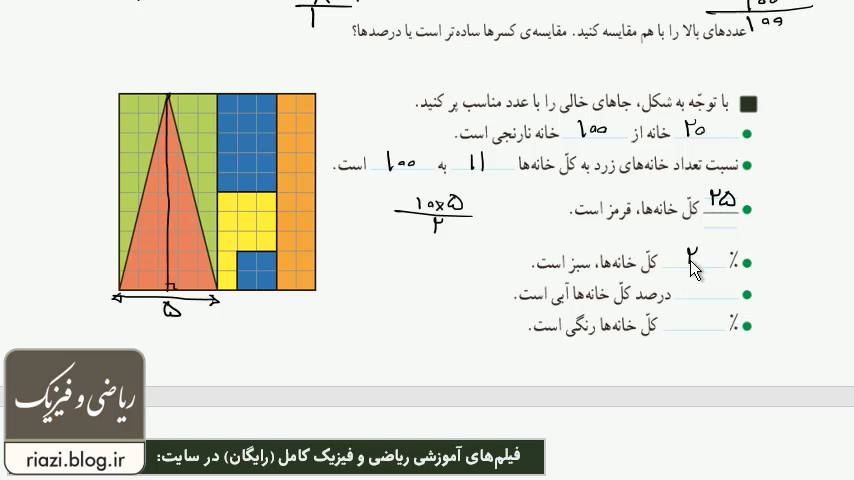 ۱۰۰
عددهای بالا را با هم مقایسه کنید. مقایسه‌ی کسرها ساده‌تر است یا درصدها؟
با توجّه به شکل، جاهای خالی را با عدد مناسب پر کنید.
۲۰ خانه از ۱۰۰ خانه نارنجی است.
نسبت تعداد خانه‌های زرد به کلّ خانه‌ها ۱۱ به ۱۰۰ است.
۲۵ کلّ خانه‌ها، قرمز است.
۱۰×۵
۲
٪ ۲ کلّ خانه‌ها، سبز است.
درصد کلّ خانه‌ها آبی است.
٪ کلّ خانه‌ها رنگی است.
۵
ریاضی و فیزیک
riazi.blog.ir
فیلم‌های آموزشی ریاضی و فیزیک کامل (رایگان) در سایت: